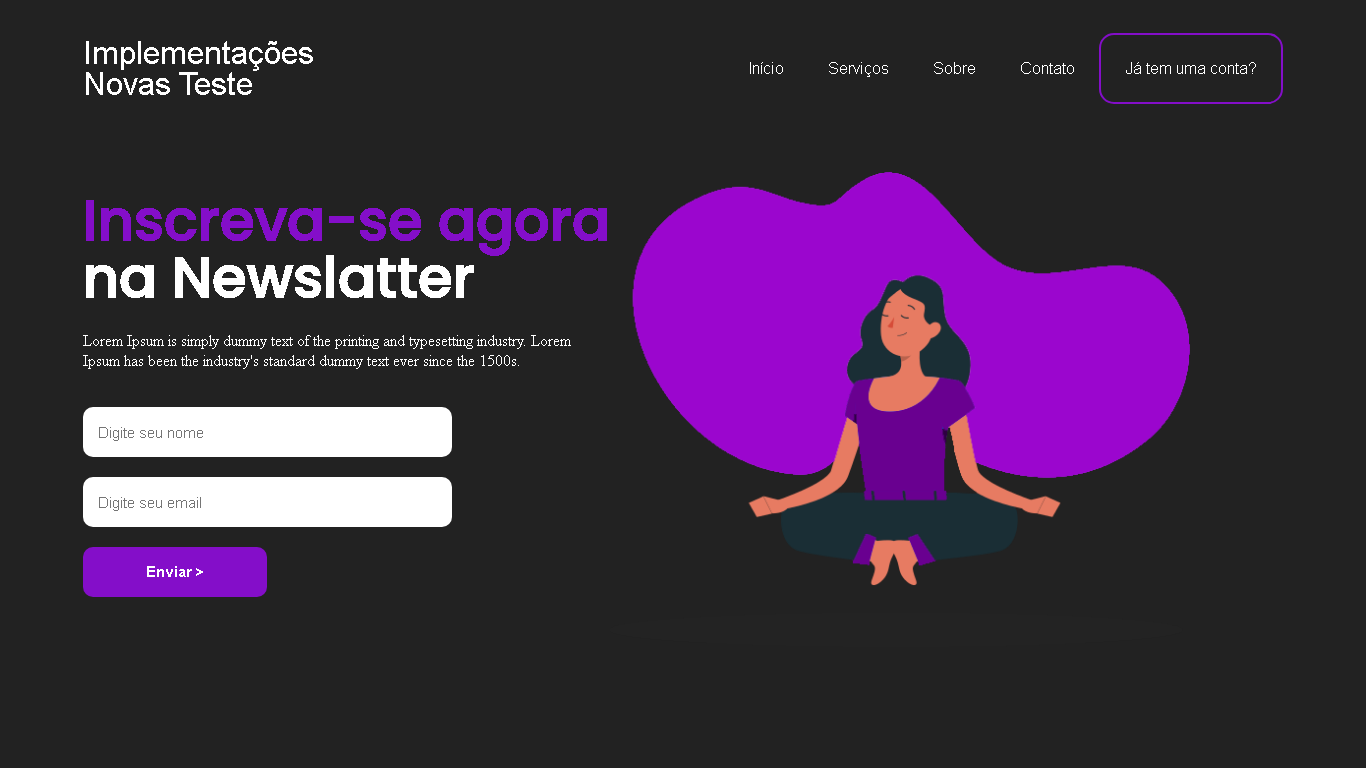 Implementações
Novas Teste
Início
Serviços
Sobre
Contato
Já tem uma conta?
Inscreva-se agora
na Newslatter
Lorem Ipsum is simply dummy text of the printing and typesetting industry. Lorem
Ipsum has been the industry's standard dummy text ever since the 1500s.
Digite seu nome
Digite seu email
Enviar >